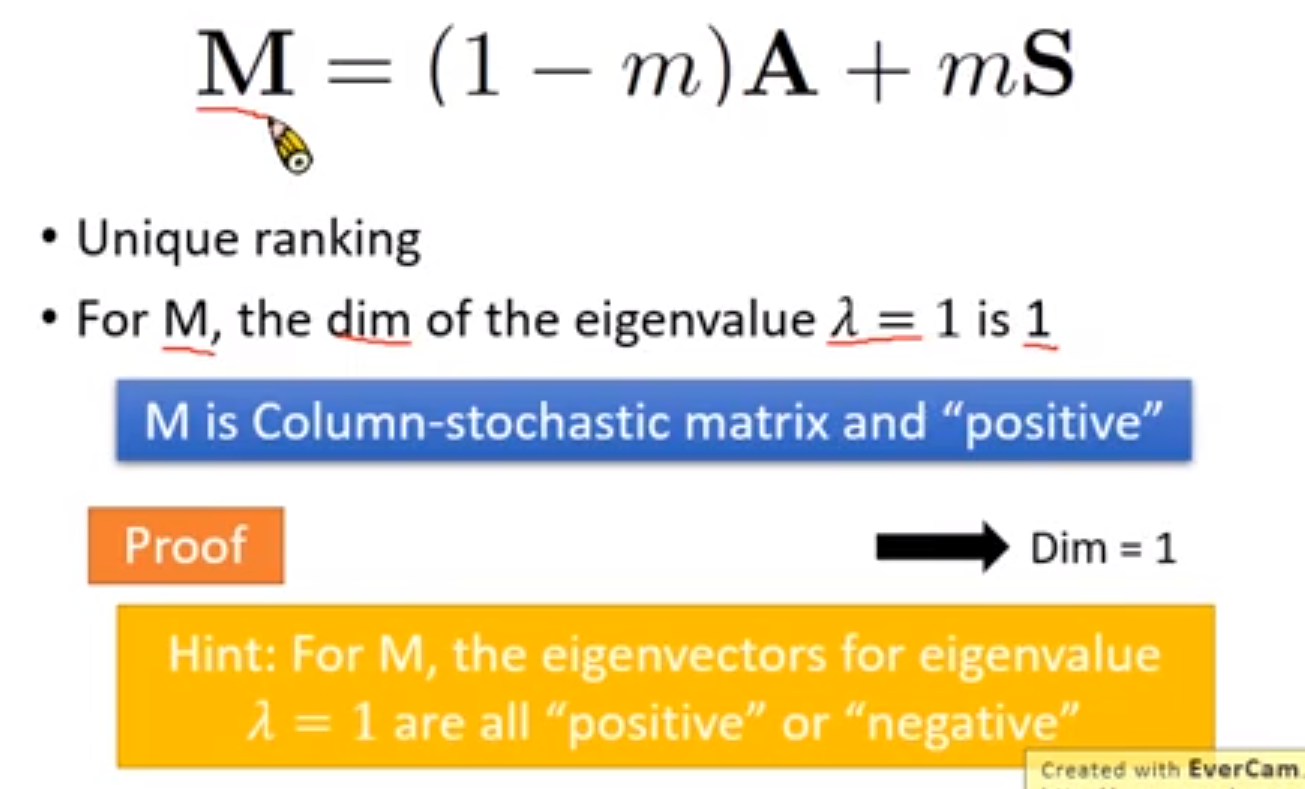 M = (1 − m)A + mS
• Unique ranking
• For M, the dim of the eigenvalue λ = 1 is 1
M is Column-stochastic matrix and “positive”
Proof
Dim = 1
Hint: For M, the eigenvectors for eigenvalue
λ = 1 are all “positive” or “negative”
Created with EverCam.